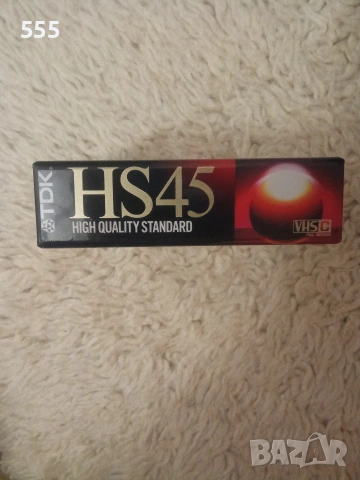 555
TDK
HS45
HIGH QUALITY STANDARD
VHS C
BAZAR